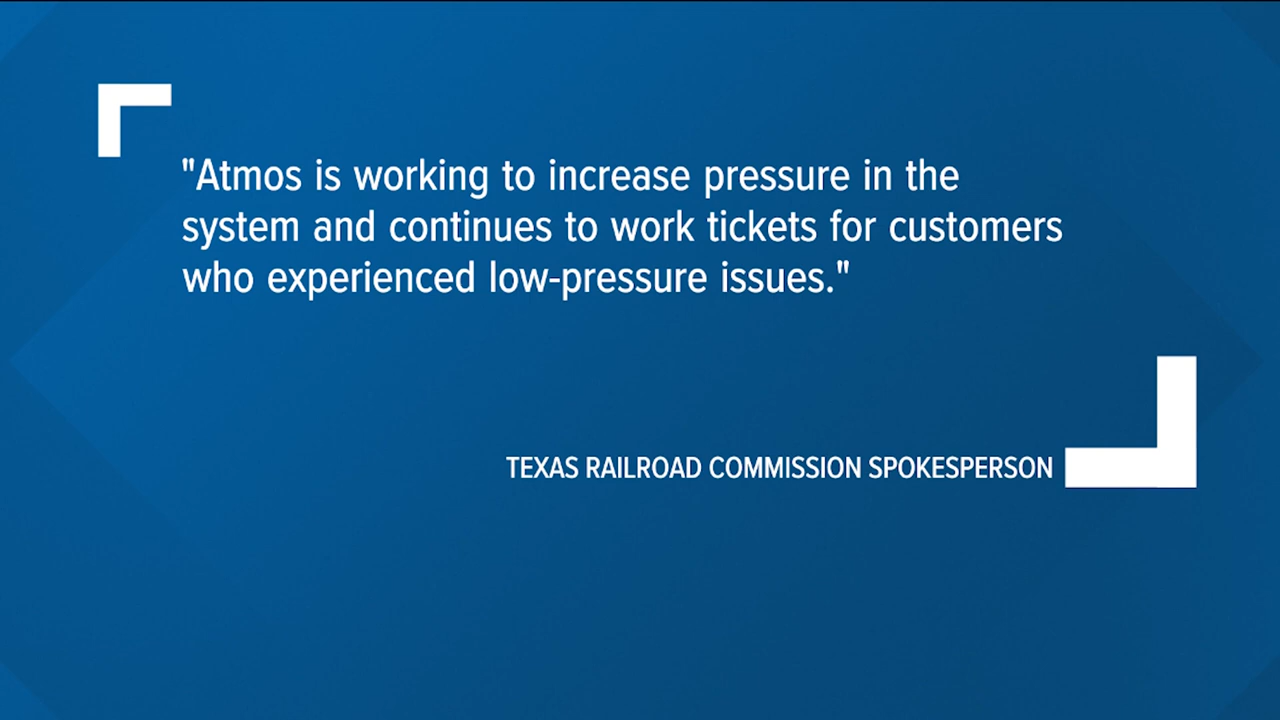 "Atmos is working to increase pressure in the
system and continues to work tickets for customers
who experienced low-pressure issues."
TEXAS RAILROAD COMMISSION SPOKESPERSON